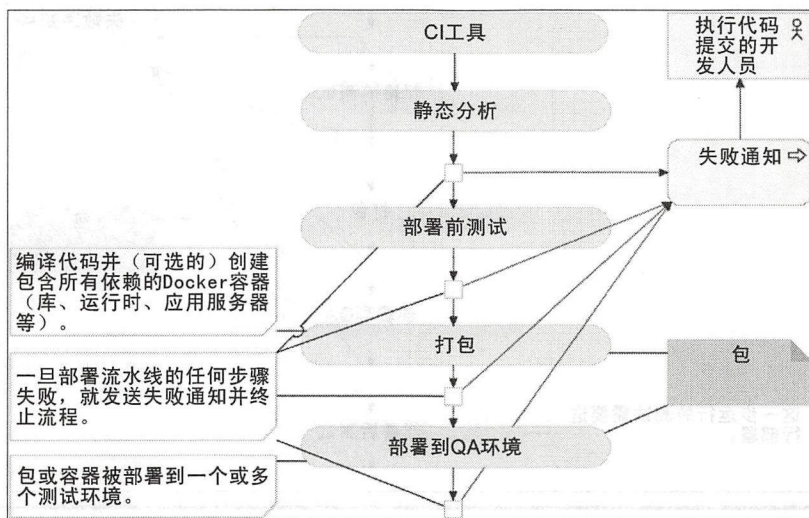 CI工具
执行代码
提交的开
发人员
静态分析
失败通知
部署前测试
编译代码并（可选的）创建
包含所有依赖的Docker容器
（库、运行时、应用服务器
等）。
打包
包
一旦部署流水线的任何步骤
失败，就发送失败通知并终
止流程。
部署到QA环境
包或容器被部署到一个或多
个测试环境。